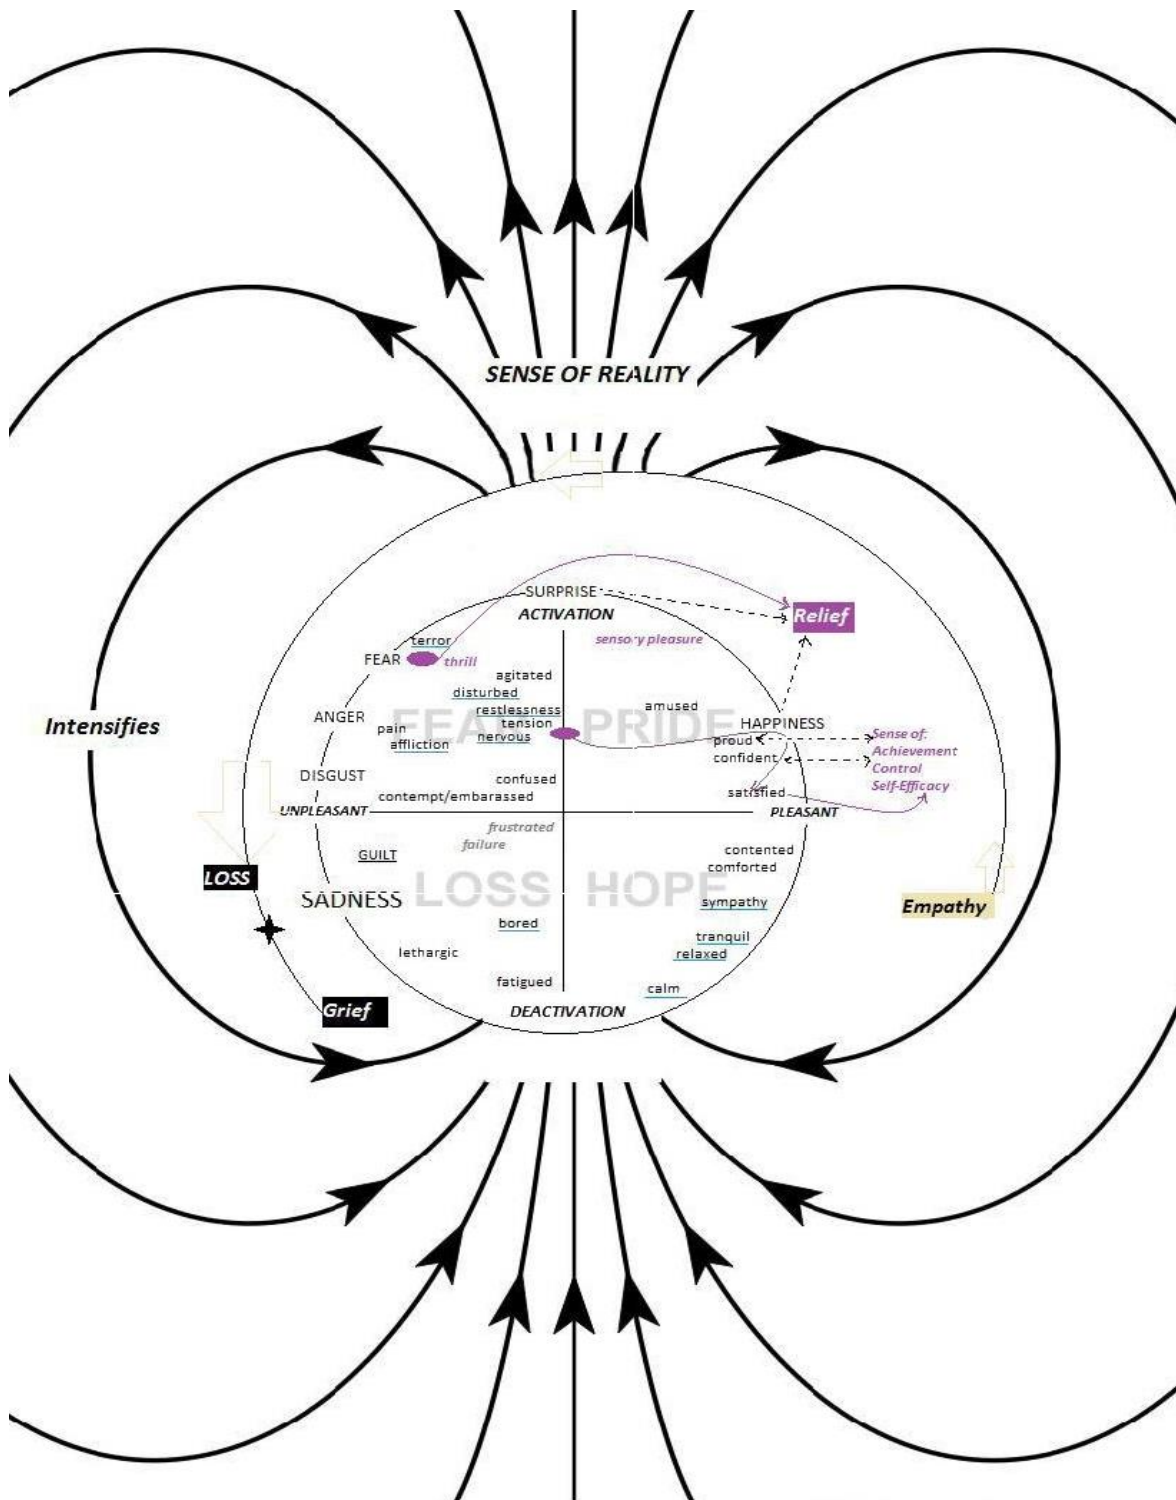 SENSE OF REALITY
SURPRISE
ACTIVATION
Relief
sensory pleasure
terror
FEAR
thrill
agitated
disturbed
restlessness
amused
ANGER
FEAR PRIDE
HAPPINESS
Intensifies
pain
tension
nervous
affliction
proud
confident
Sense of:
Achievement
Control
Self-Efficacy
DISGUST
confused
contempt/embarassed
satisfied
UNPLEASANT
PLEASANT
frustrated
failure
GUILT
contented
comforted
LOSS
SADNESS
LOSS HOPE
sympathy
Empathy
bored
tranquil
relaxed
lethargic
fatigued
calm
Grief
DEACTIVATION